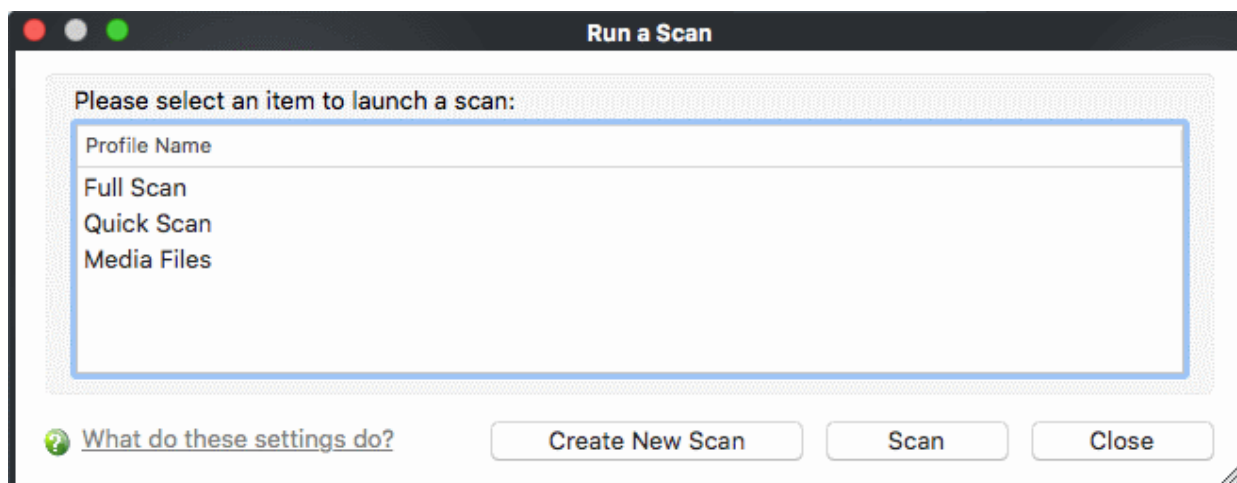 Run a Scan
Please select an item to launch a scan:
Profile Name
Full Scan
Quick Scan
Media Files
What do these settings do?
Create New Scan
Scan
Close